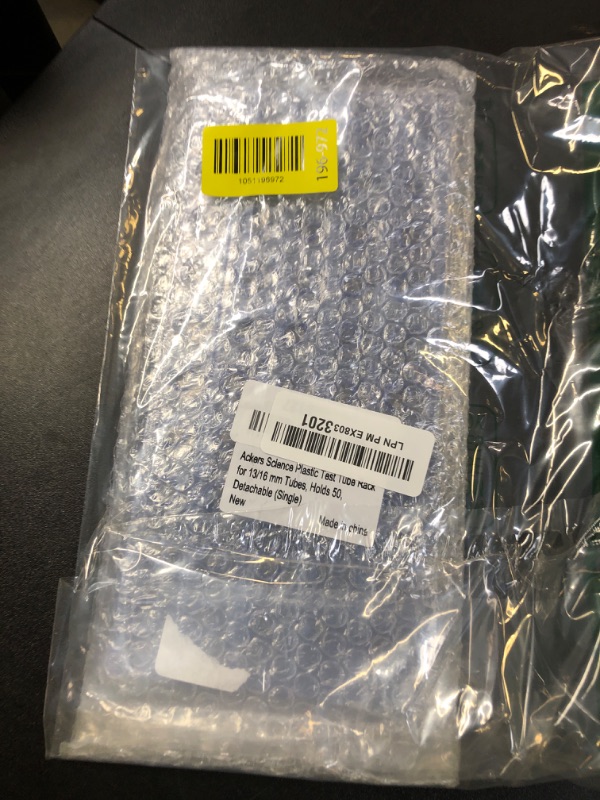 1051195972
196-972
LPN PM EX8033201
Ackers Science Plastic Test Tube Rack
for 13/16 mm Tubes, Holds 50,
Detachable (Single)
New
Made in china